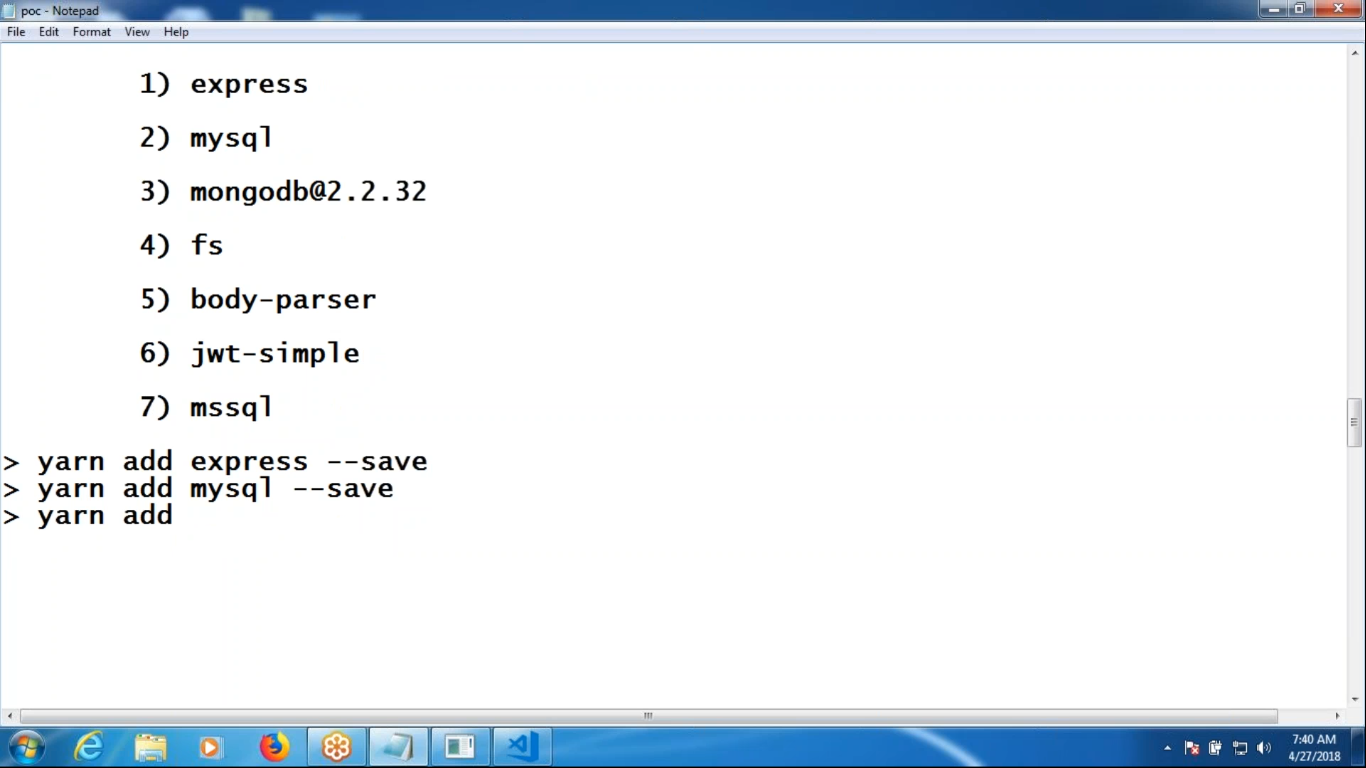 poc - Notepad
File Edit Format View Help
1) express
2) mysql
3) mongodb@2.2.32
4) fs
5) body-parser
6) jwt-simple
7) mssql
> yarn add express --save
> yarn add mysql --save
> yarn add
7:40 AM
4/27/2018